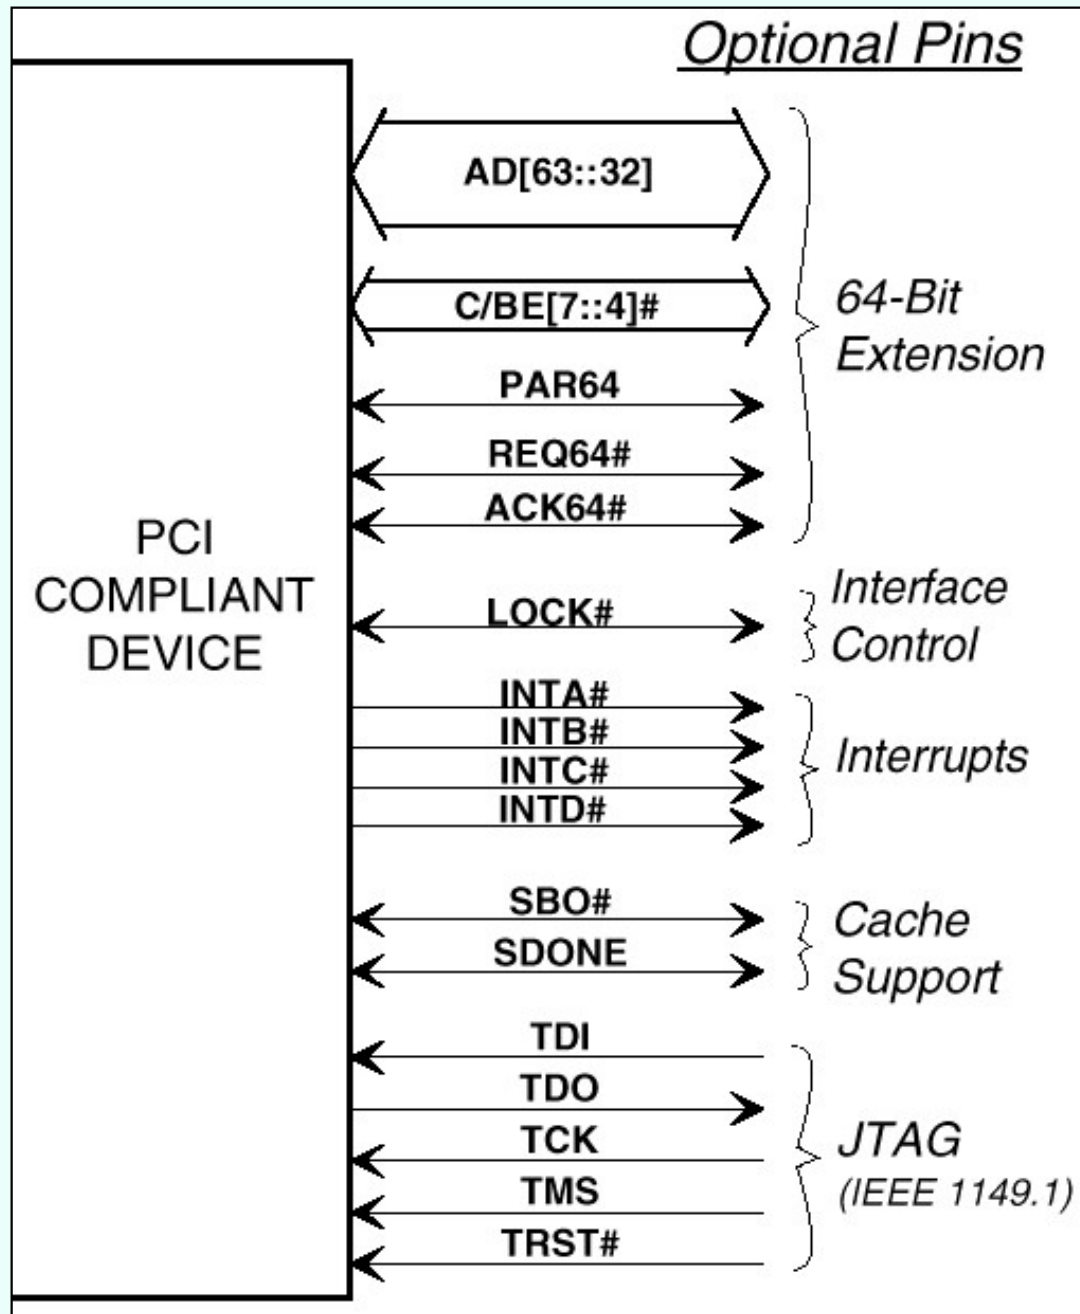 Optional Pins
AD[63::32]
C/BE[7::4]#
PAR64
REQ64#
ACK64#
64-Bit
Extension
PCI
COMPLIANT
DEVICE
LOCK#
Interface
Control
INTA#
INTB#
INTC#
INTD#
Interrupts
SBO#
SDONE
Cache
Support
TDI
TDO
TCK
TMS
TRST#
JTAG
(IEEE 1149.1)